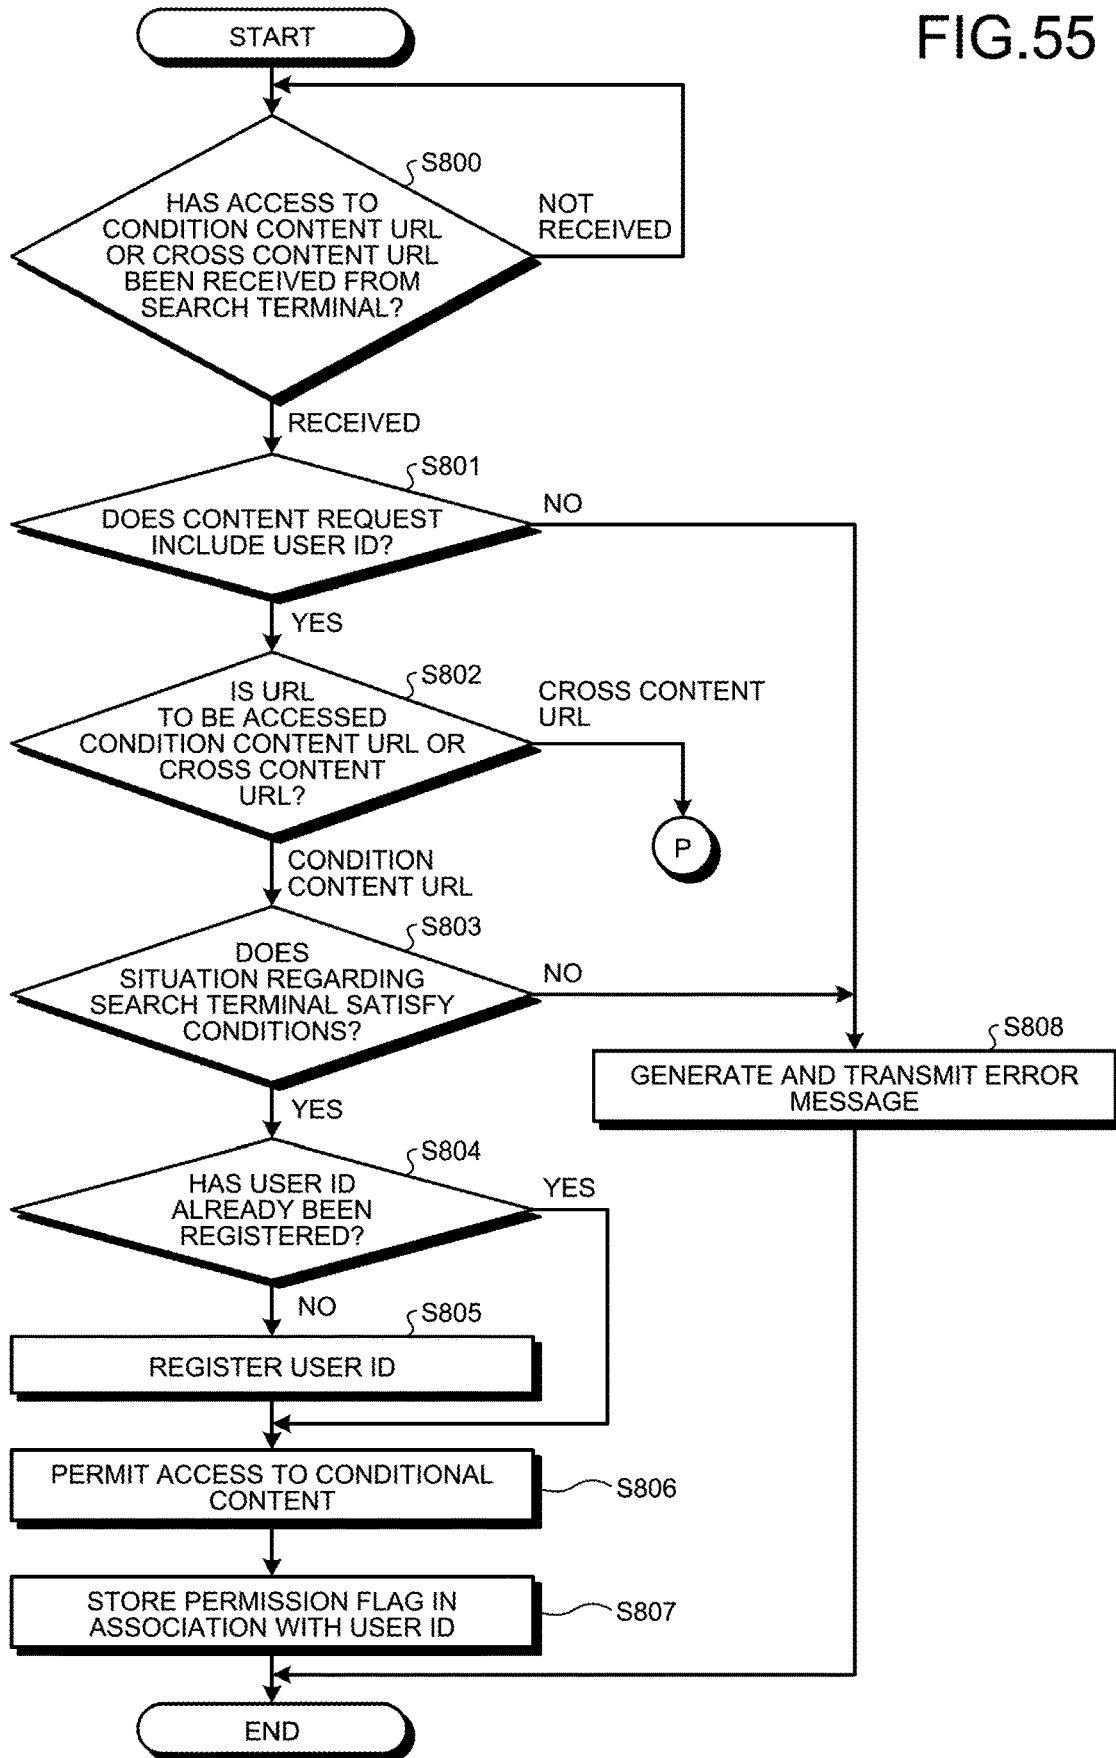 FIG.55
START
S800
HAS ACCESS TO
CONDITION CONTENT URL
OR CROSS CONTENT URL
BEEN RECEIVED FROM
SEARCH TERMINAL?
NOT
RECEIVED
RECEIVED
S801
DOES CONTENT REQUEST
INCLUDE USER ID?
NO
YES
S802
IS URL
TO BE ACCESSED
CONDITION CONTENT URL OR
CROSS CONTENT
URL?
CROSS CONTENT
URL
P
CONDITION
CONTENT URL
S803
DOES
SITUATION REGARDING
SEARCH TERMINAL SATISFY
CONDITIONS?
NO
S808
GENERATE AND TRANSMIT ERROR
MESSAGE
YES
S804
HAS USER ID
ALREADY BEEN
REGISTERED?
YES
NO
S805
REGISTER USER ID
PERMIT ACCESS TO CONDITIONAL
CONTENT
S806
STORE PERMISSION FLAG IN
ASSOCIATION WITH USER ID
S807
END